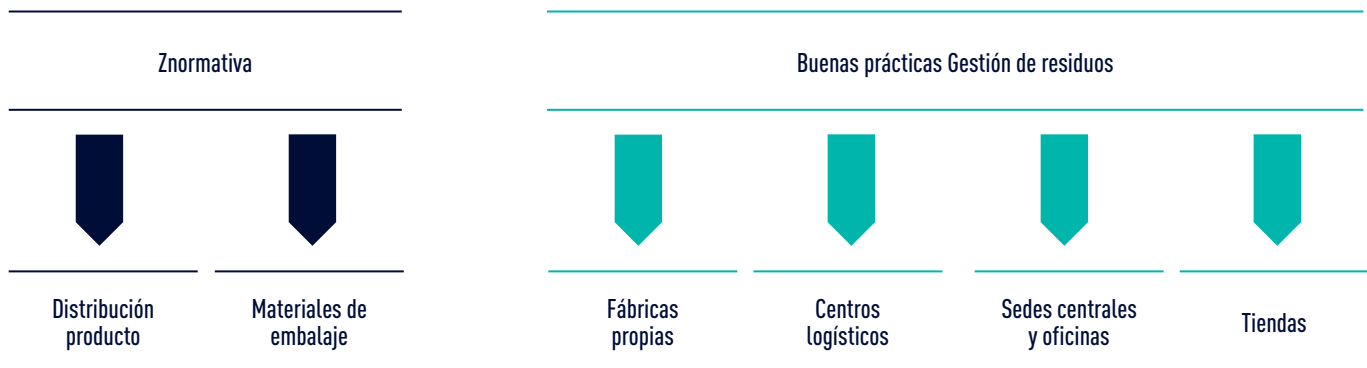 Znormativa
Buenas prácticas Gestión de residuos
Distribución
producto
Materiales de
embalaje
Fábricas
propias
Centros
logísticos
Sedes centrales
y oficinas
Tiendas